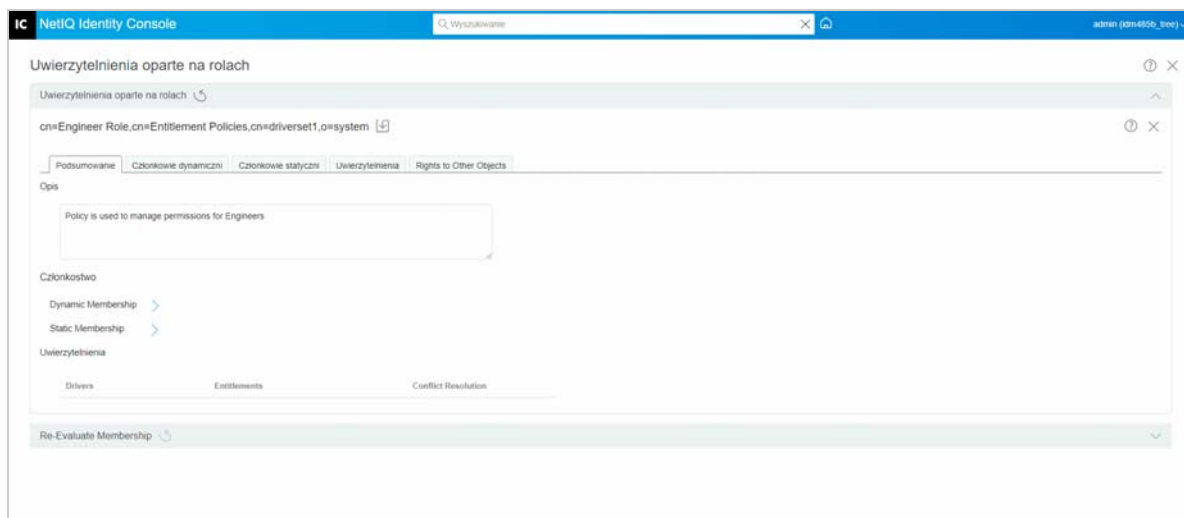 IC NetIQ Identity Console Wyszukiwanie admin (idm485b_tree)
Uwierzytelnienia oparte na rolach
Uwierzytelnienia oparte na rolach
cn=Engineer Role,cn=Entitlement Policies,cn=driverset1,o=system
Podsumowanie Członkowie dynamiczni Członkowie statyczni Uwierzytelnienia Rights to Other Objects
Opis
Policy is used to manage permissions for Engineers
Członkostwo
Dynamic Membership
Static Membership
Uwierzytelnienia
Drivers Entitlements Conflict Resolution
Re-Evaluate Membership